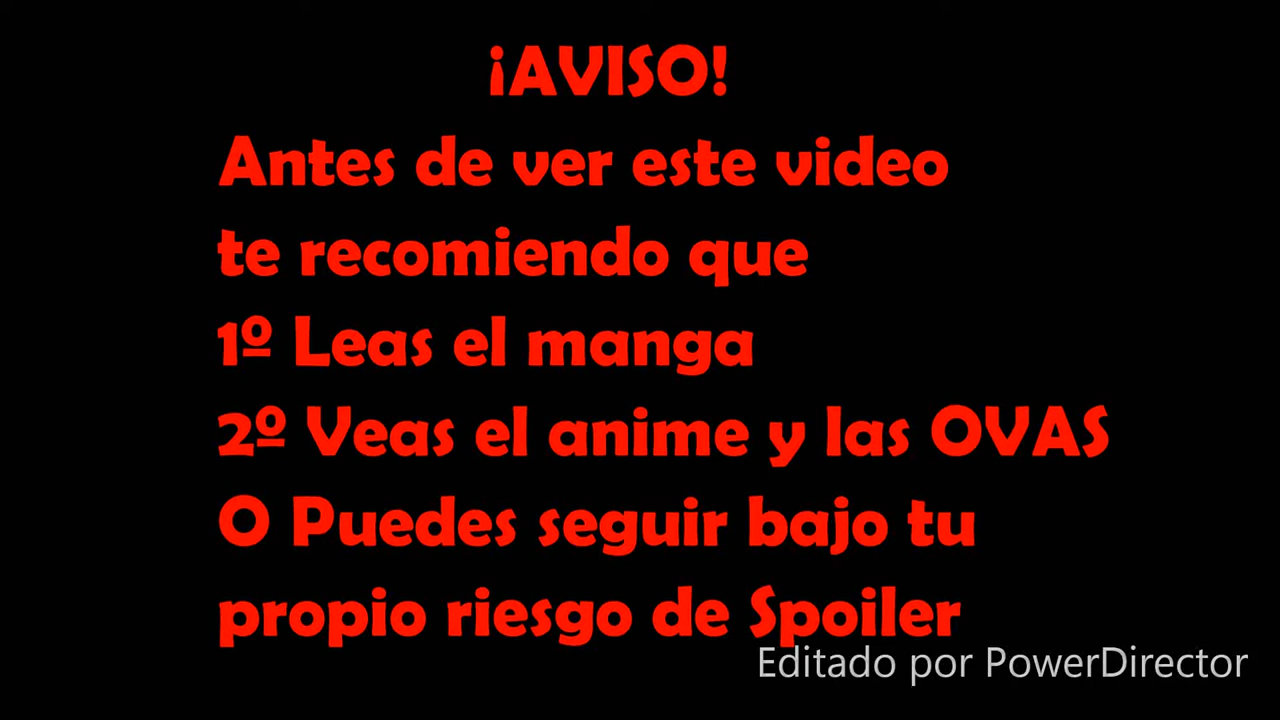 ¡AVISO!
Antes de ver este video
te recomiendo que
1º Leas el manga
2º Veas el anime y las OVAS
O Puedes seguir bajo tu
propio riesgo de Spoiler
Editado por PowerDirector